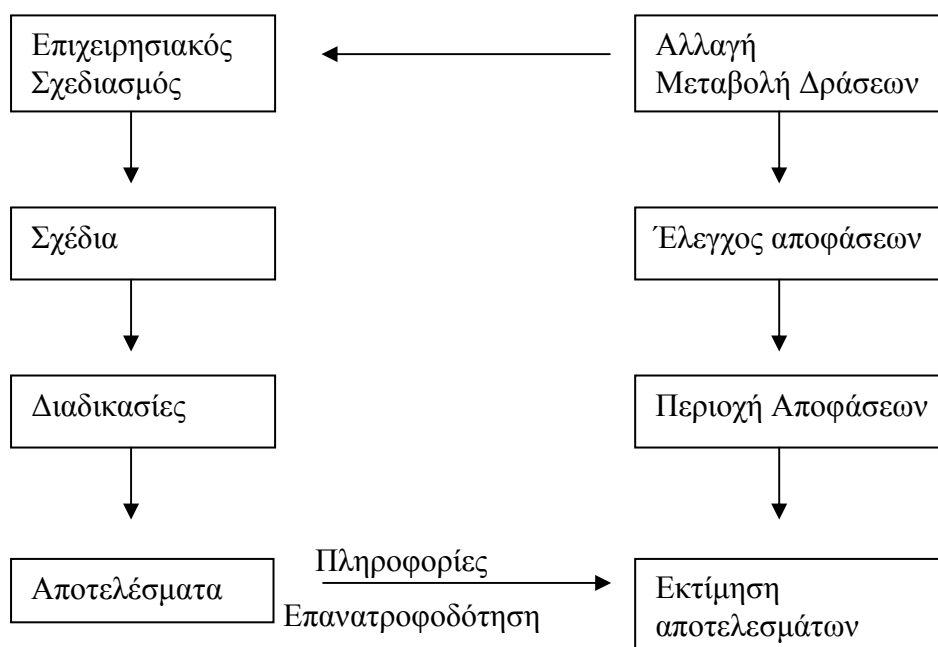 Επιχειρησιακός
Σχεδιασμός
Αλλαγή
Μεταβολή Δράσεων
Σχέδια
Έλεγχος αποφάσεων
Διαδικασίες
Περιοχή Αποφάσεων
Αποτελέσματα
Πληροφορίες
Επανατροφοδότηση
Εκτίμηση
αποτελεσμάτων